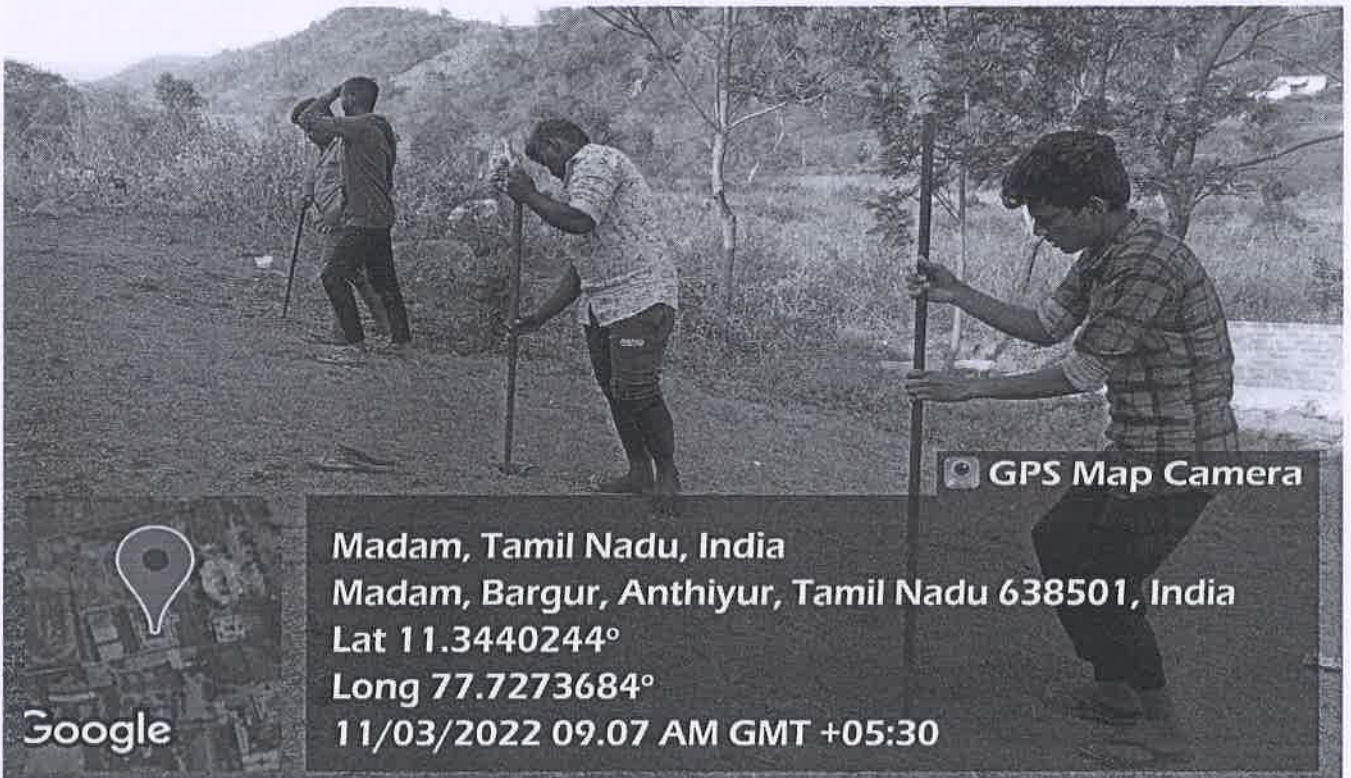 GPS Map Camera
Madam, Tamil Nadu, India
Madam, Bargur, Anthiyur, Tamil Nadu 638501, India
Lat 11.3440244°
Long 77.7273684°
11/03/2022 09.07 AM GMT +05:30
Google